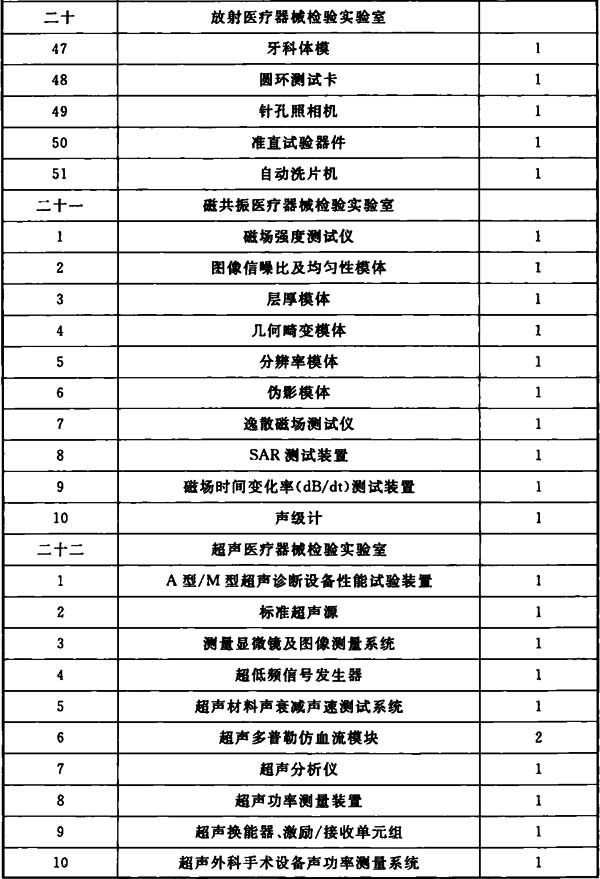 二十 放射医疗器械检验实验室
47 牙科体模 1
48 圆环测试卡 1
49 针孔照相机 1
50 准直试验器件 1
51 自动洗片机 1
二十一 磁共振医疗器械检验实验室
1 磁场强度测试仪 1
2 图像信噪比及均匀性模体 1
3 层厚模体 1
4 几何畸变模体 1
5 分辨率模体 1
6 伪影模体 1
7 逸散磁场测试仪 1
8 SAR 测试装置 1
9 磁场时间变化率(dB/dt)测试装置 1
10 声级计 1
二十二 超声医疗器械检验实验室
1 A 型/M 型超声诊断设备性能试验装置 1
2 标准超声源 1
3 测量显微镜及图像测量系统 1
4 超低频信号发生器 1
5 超声材料声衰减声速测试系统 1
6 超声多普勒仿血流模块 2
7 超声分析仪 1
8 超声功率测量装置 1
9 超声换能器、激励/接收单元组 1
10 超声外科手术设备声功率测量系统 1